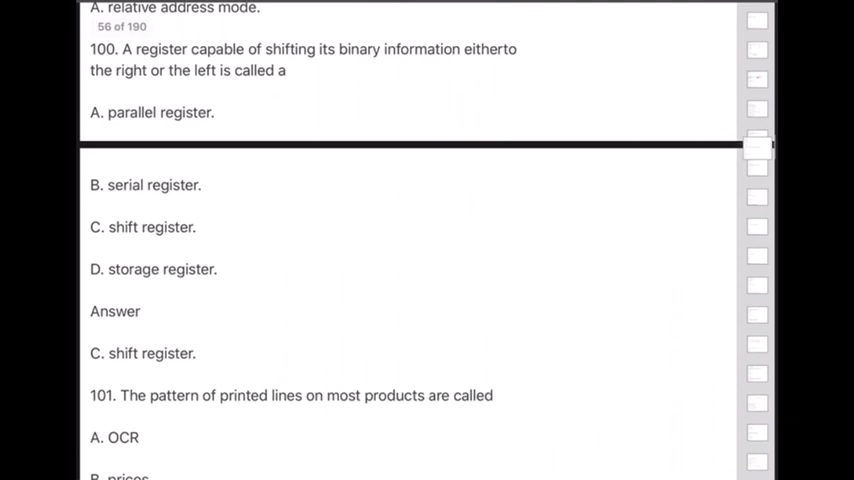 A. relative address mode.
56 of 190
100. A register capable of shifting its binary information eitherto
the right or the left is called a
A. parallel register.
B. serial register.
C. shift register.
D. storage register.
Answer
C. shift register.
101. The pattern of printed lines on most products are called
A. OCR
B. prices